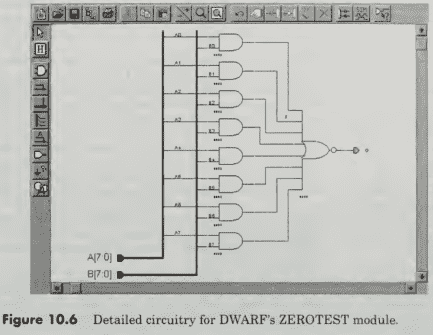 A0
B0
A1
B1
A2
B2
A3
B3
A4
B4
A5
B5
A6
B6
A7
B7
A[7:0]
B[7:0]
Figure 10.6 Detailed circuitry for DWARF's ZEROTEST module.